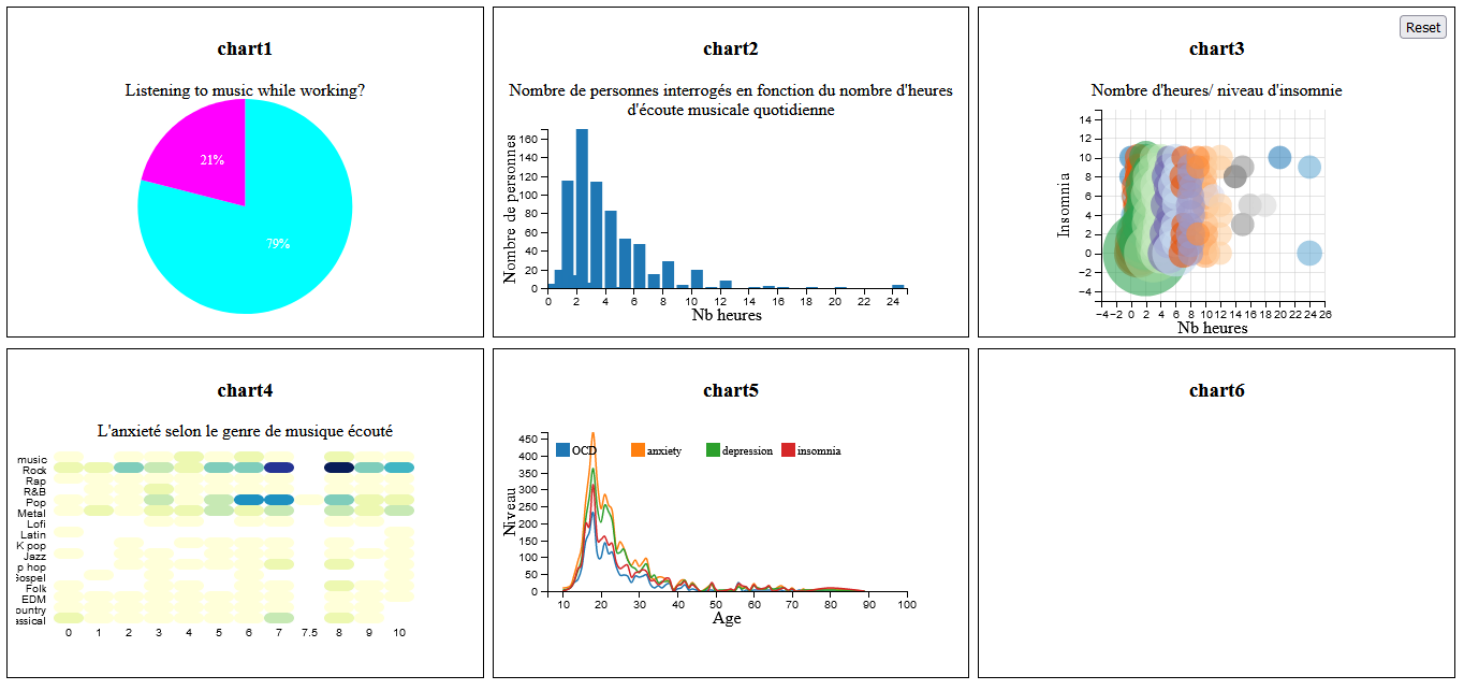 chart1
Listening to music while working?
21%
79%
chart2
Nombre de personnes interrogés en fonction du nombre d'heures
d'écoute musicale quotidienne
Nombre de personnes
160
140
120
100
80
60
40
20
0
0 2 4 6 8 10 12 14 16 18 20 22 24
Nb heures
Reset
chart3
Nombre d'heures/ niveau d'insomnie
Insomnia
14
12
10
8
6
4
2
0
−2
−4
−4 −2 0 2 4 6 8 10 12 14 16 18 20 22 24 26
Nb heures
chart4
L'anxieté selon le genre de musique écouté
music
Rock
Rap
R&B
Pop
Metal
Lofi
Latin
K pop
Jazz
p hop
Gospel
Folk
EDM
ountry
assical
0 1 2 3 4 5 6 7 7.5 8 9 10
chart5
OCD anxiety depression insomnia
Niveau
450
400
350
300
250
200
150
100
50
0
10 20 30 40 50 60 70 80 90 100
Age
chart6